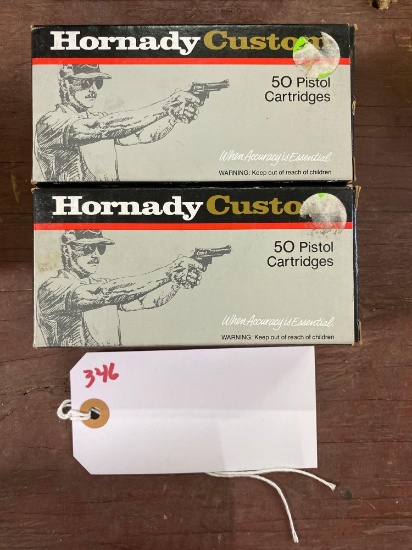 Hornady Custom
50 Pistol
Cartridges
When Accuracy is Essential.
WARNING: Keep out of reach of children
Hornady Custom
50 Pistol
Cartridges
When Accuracy is Essential.
WARNING: Keep out of reach of children
346